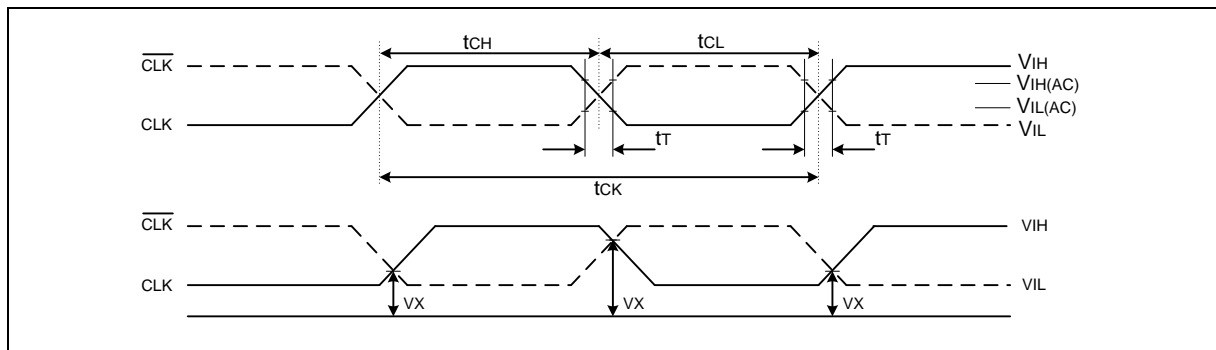 tCH tCL
CLK VIH
VIH(AC)
VIL(AC)
CLK VIL
tT tT
tCK
CLK VIH
CLK VIL
VX VX VX